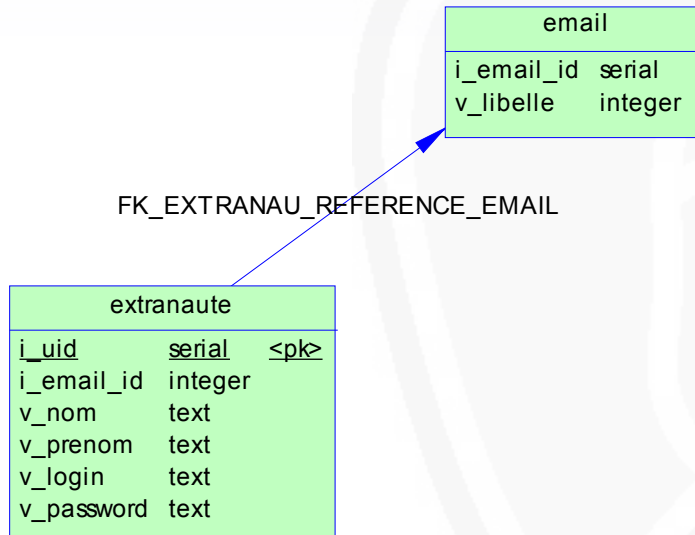 email
i_email_id serial
v_libelle integer
FK_EXTRANAU_REFERENCE_EMAIL
extranaute
i_uid serial <pk>
i_email_id integer
v_nom text
v_prenom text
v_login text
v_password text